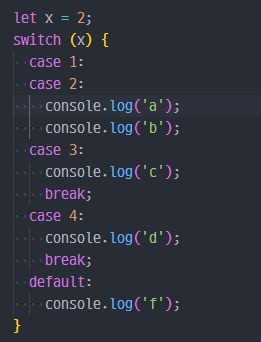 let x = 2;
switch (x) {
  case 1:
  case 2:
    console.log('a');
    console.log('b');
  case 3:
    console.log('c');
    break;
  case 4:
    console.log('d');
    break;
  default:
    console.log('f');
}